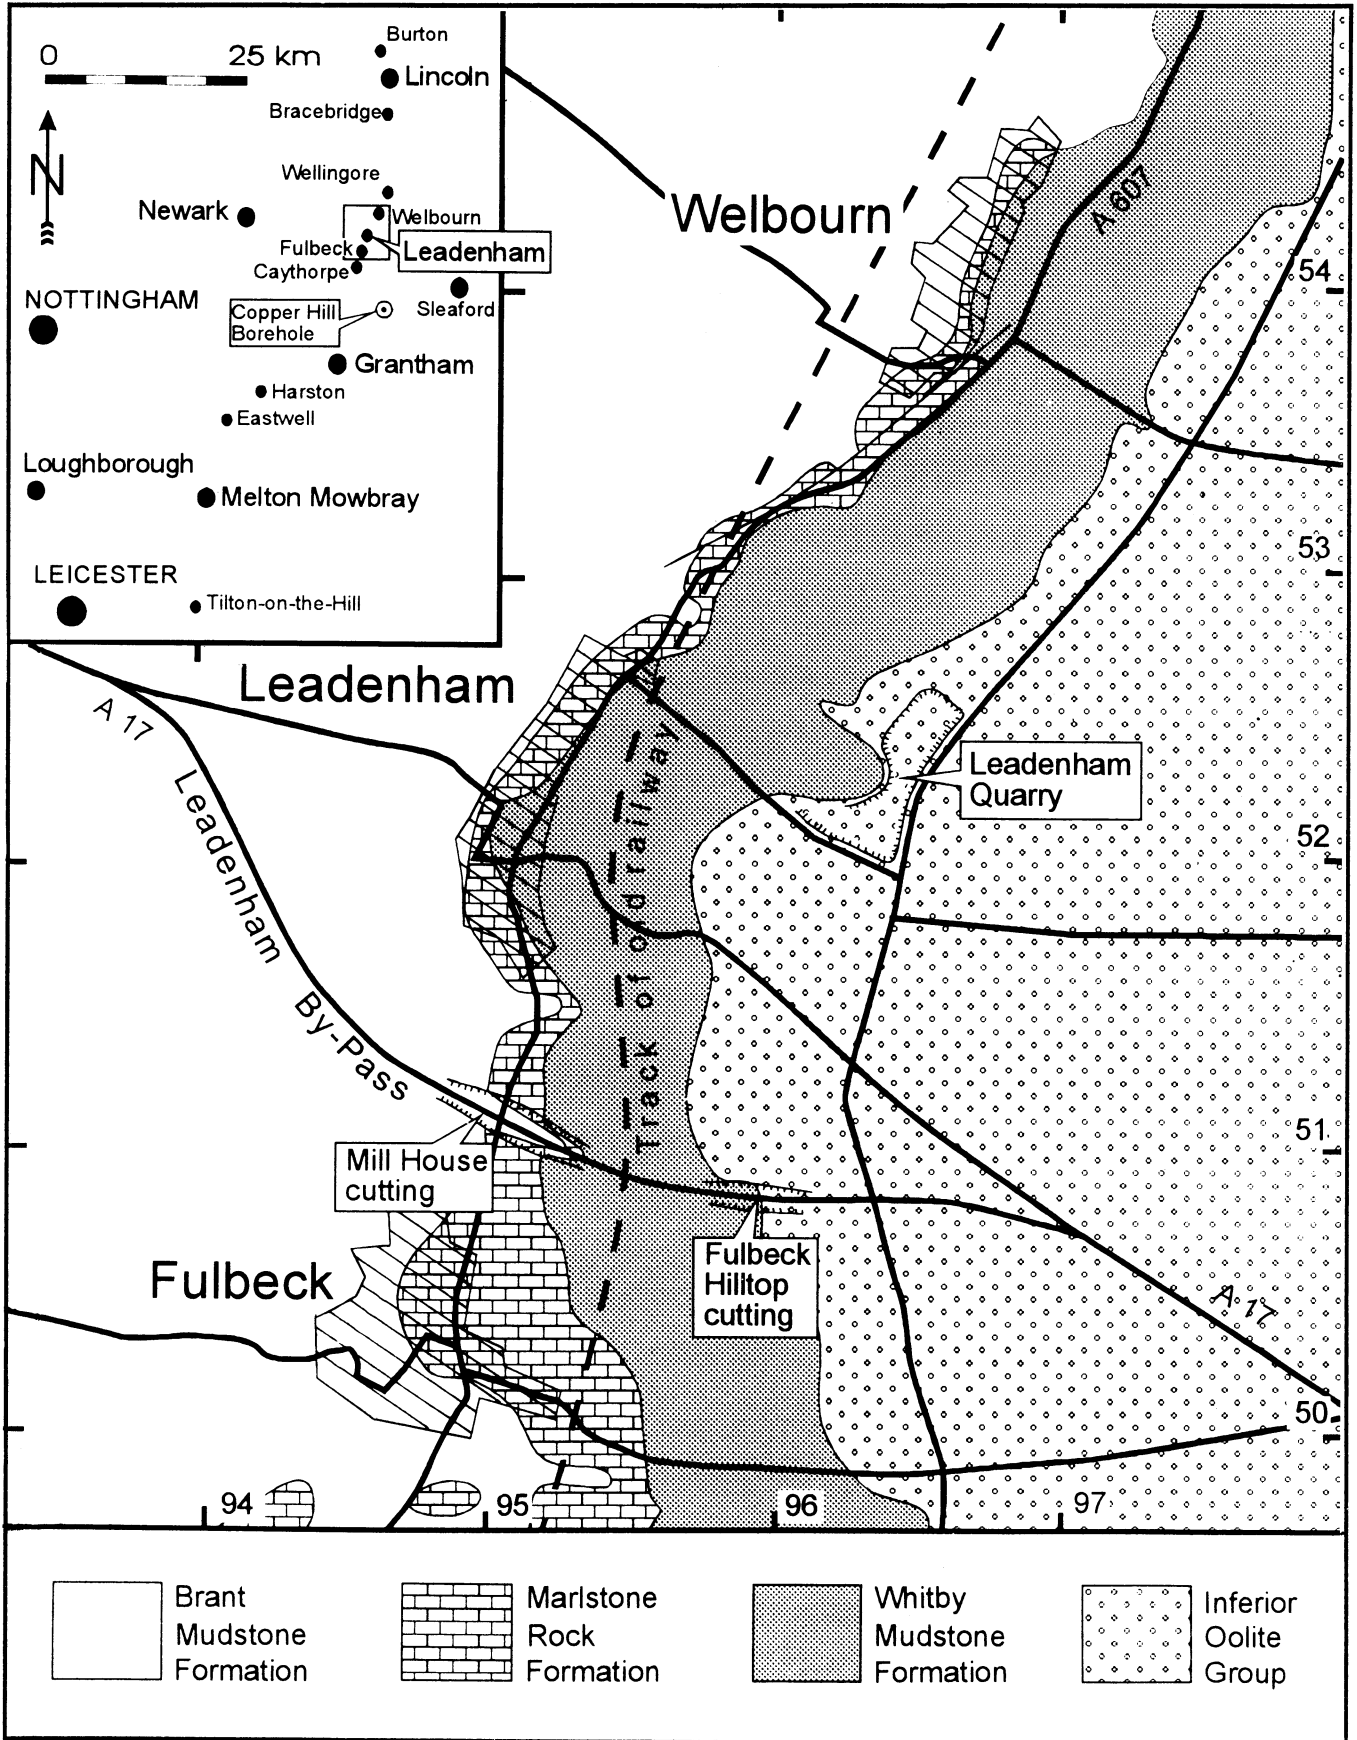 0 25 km
N
Burton
Lincoln
Bracebridge
Wellingore
Newark
Welbourn
Fulbeck
Leadenham
Caythorpe
NOTTINGHAM
Sleaford
Copper Hill
Borehole
Grantham
Harston
Eastwell
Loughborough
Melton Mowbray
LEICESTER
Tilton-on-the-Hill
Welbourn
A 607
54
53
Leadenham
A 17
Leadenham
Quarry
52
Leadenham By-Pass
Track of old railway
51
Mill House
cutting
Fulbeck
Fulbeck
Hilltop
cutting
A 17
50
94
95
96
97
Brant
Mudstone
Formation
Marlstone
Rock
Formation
Whitby
Mudstone
Formation
Inferior
Oolite
Group